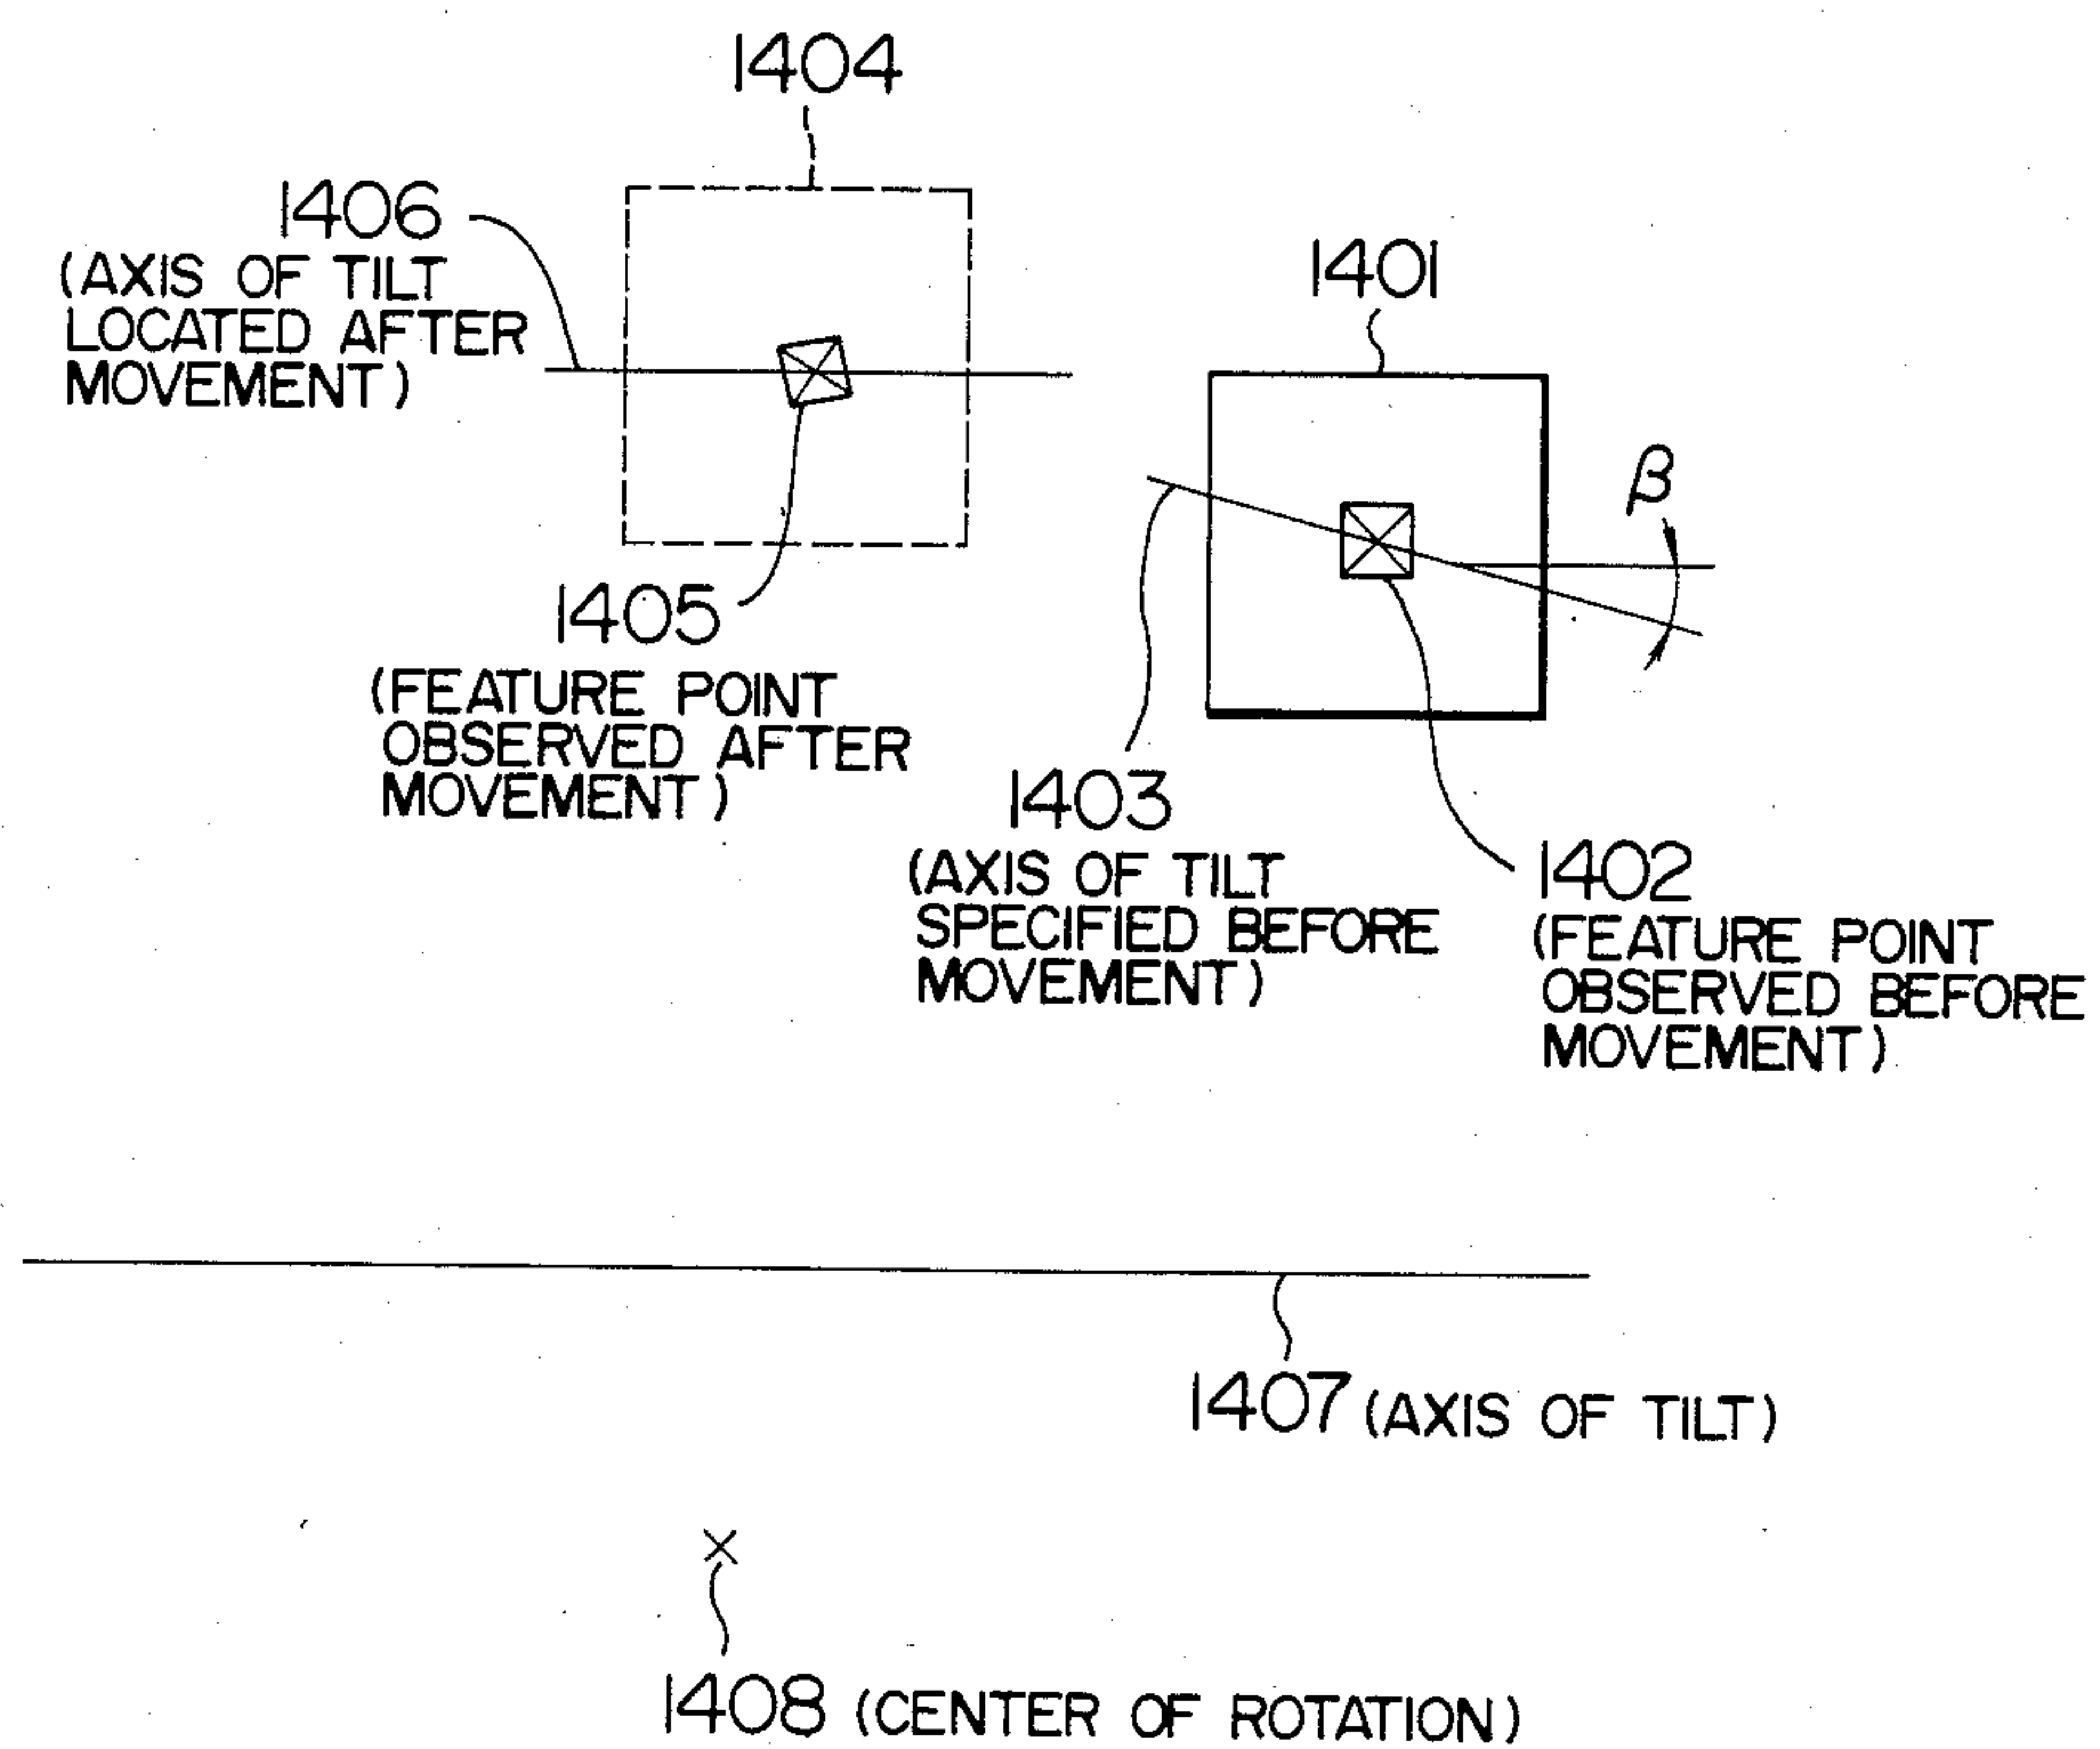 1404
1406
(AXIS OF TILT
LOCATED AFTER
MOVEMENT)
1401
β
1405
(FEATURE POINT
OBSERVED AFTER
MOVEMENT)
1403
(AXIS OF TILT
SPECIFIED BEFORE
MOVEMENT)
1402
(FEATURE POINT
OBSERVED BEFORE
MOVEMENT)
1407 (AXIS OF TILT)
1408 (CENTER OF ROTATION)